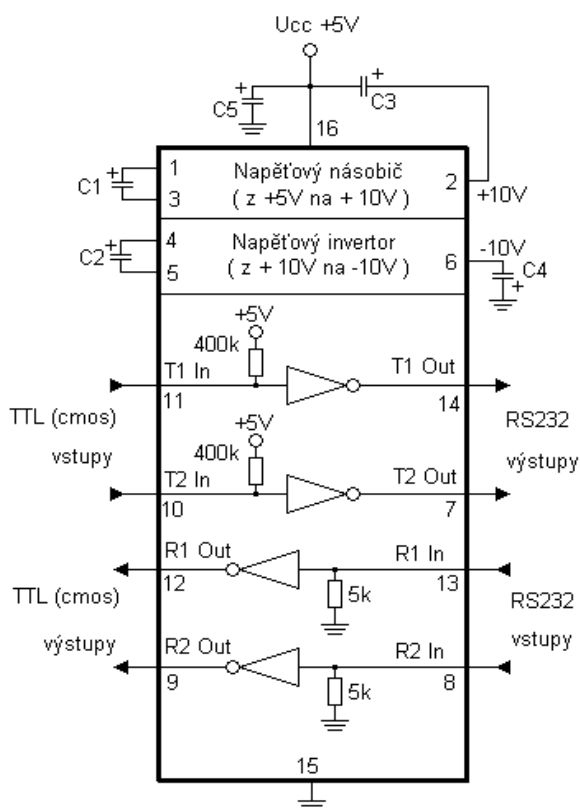 Ucc +5V
+
C5
+
C3
16
1
+
C1
3
Napěťový násobič
( z +5V na + 10V )
2
+10V
4
+
C2
5
Napěťový invertor
( z + 10V na -10V )
6
-10V
C4
+
+5V
400k
T1 In
11
T1 Out
14
TTL (cmos)
vstupy
+5V
400k
T2 In
10
T2 Out
7
RS232
výstupy
R1 Out
12
R1 In
13
5k
TTL (cmos)
výstupy
R2 Out
9
R2 In
8
5k
RS232
vstupy
15